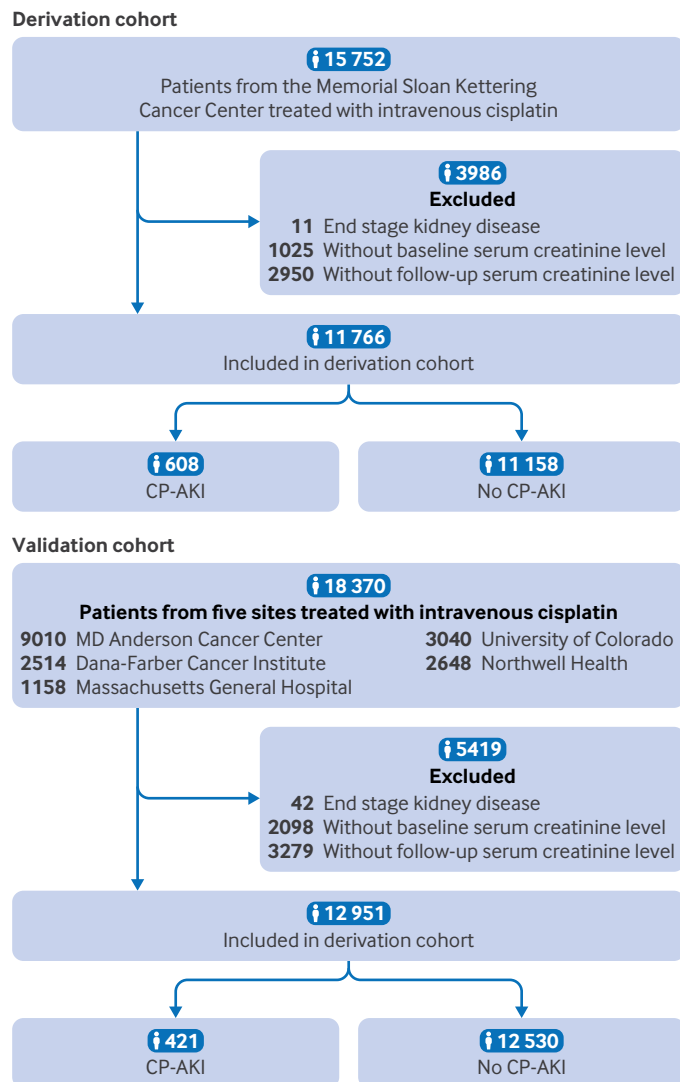 Derivation cohort
15 752
Patients from the Memorial Sloan Kettering
Cancer Center treated with intravenous cisplatin
3986
Excluded
11 End stage kidney disease
1025 Without baseline serum creatinine level
2950 Without follow-up serum creatinine level
11 766
Included in derivation cohort
608
CP-AKI
11 158
No CP-AKI
Validation cohort
18 370
Patients from five sites treated with intravenous cisplatin
9010 MD Anderson Cancer Center
2514 Dana-Farber Cancer Institute
1158 Massachusetts General Hospital
3040 University of Colorado
2648 Northwell Health
5419
Excluded
42 End stage kidney disease
2098 Without baseline serum creatinine level
3279 Without follow-up serum creatinine level
12 951
Included in derivation cohort
421
CP-AKI
12 530
No CP-AKI